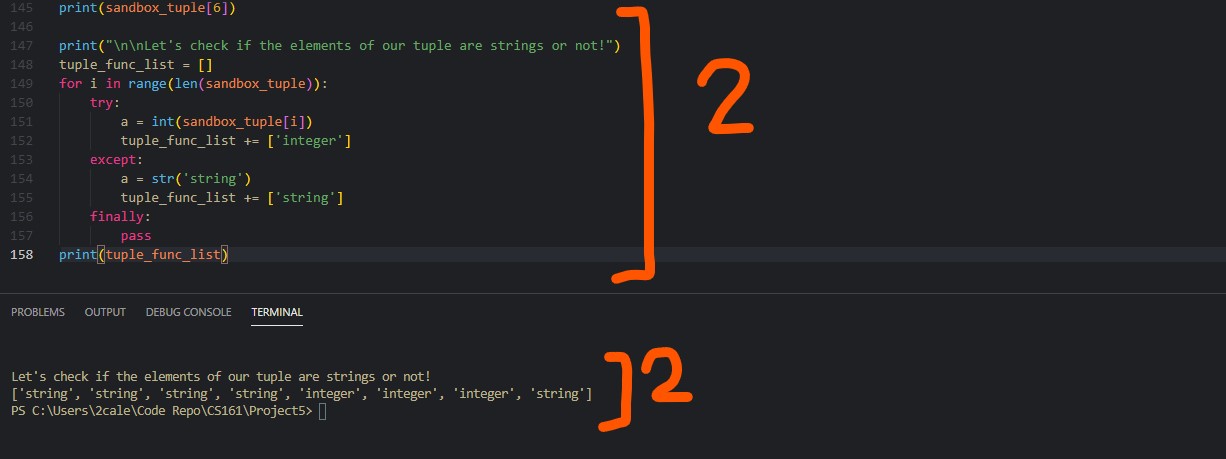 145 print(sandbox_tuple[6])
146
147 print("\n\nLet's check if the elements of our tuple are strings or not!")
148 tuple_func_list = []
149 for i in range(len(sandbox_tuple)):
150     try:
151         a = int(sandbox_tuple[i])
152         tuple_func_list += ['integer']
153     except:
154         a = str('string')
155         tuple_func_list += ['string']
156     finally:
157         pass
158 print(tuple_func_list)
2
PROBLEMS OUTPUT DEBUG CONSOLE TERMINAL
Let's check if the elements of our tuple are strings or not!
['string', 'string', 'string', 'string', 'integer', 'integer', 'integer', 'string']
PS C:\Users\2cale\Code Repo\CS161\Project5>
2